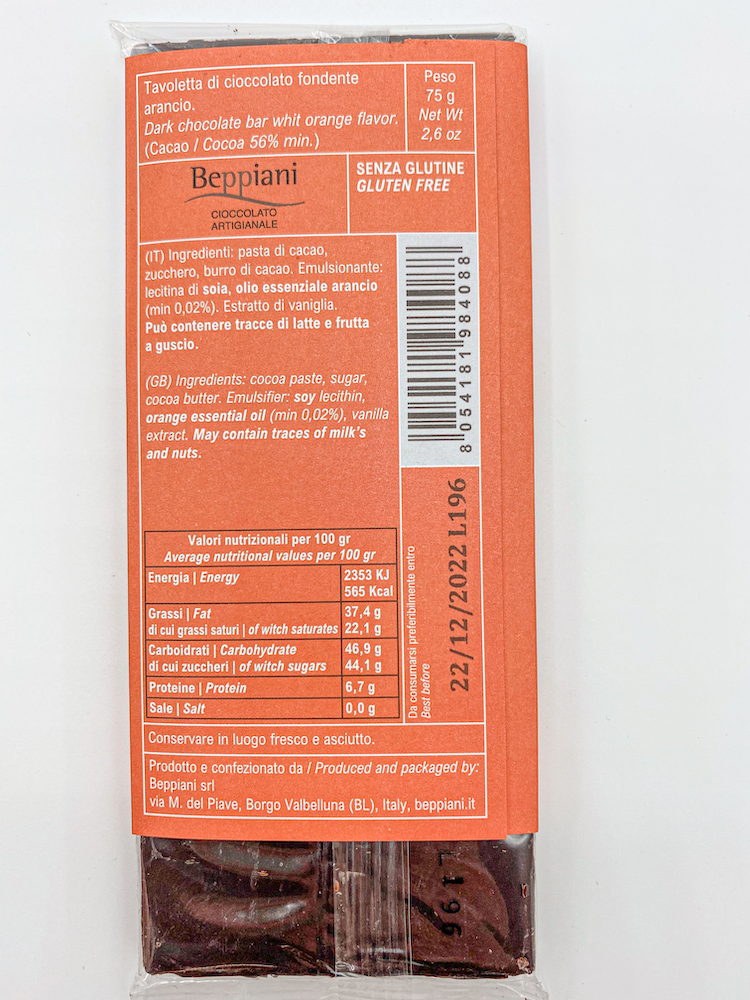 Tavoletta di cioccolato fondente
arancio.
Dark chocolate bar whit orange flavor.
(Cacao / Cocoa 56% min.)
Peso
75 g
Net Wt
2,6 oz
Beppiani
CIOCCOLATO
ARTIGIANALE
SENZA GLUTINE
GLUTEN FREE
(IT) Ingredienti: pasta di cacao,
zucchero, burro di cacao. Emulsionante:
lecitina di soia, olio essenziale arancio
(min 0,02%). Estratto di vaniglia.
Può contenere tracce di latte e frutta
a guscio.
(GB) Ingredients: cocoa paste, sugar,
cocoa butter. Emulsifier: soy lecithin,
orange essential oil (min 0,02%), vanilla
extract. May contain traces of milk's
and nuts.
8 054181 984088
Valori nutrizionali per 100 gr
Average nutritional values per 100 gr
Energia | Energy 2353 KJ
565 Kcal
Grassi | Fat 37,4 g
di cui grassi saturi | of witch saturates 22,1 g
Carboidrati | Carbohydrate 46,9 g
di cui zuccheri | of witch sugars 44,1 g
Proteine | Protein 6,7 g
Sale | Salt 0,0 g
Da consumarsi preferibilmente entro
Best before
22/12/2022 L196
Conservare in luogo fresco e asciutto.
Prodotto e confezionato da / Produced and packaged by:
Beppiani srl
via M. del Piave, Borgo Valbelluna (BL), Italy, beppiani.it
L 196